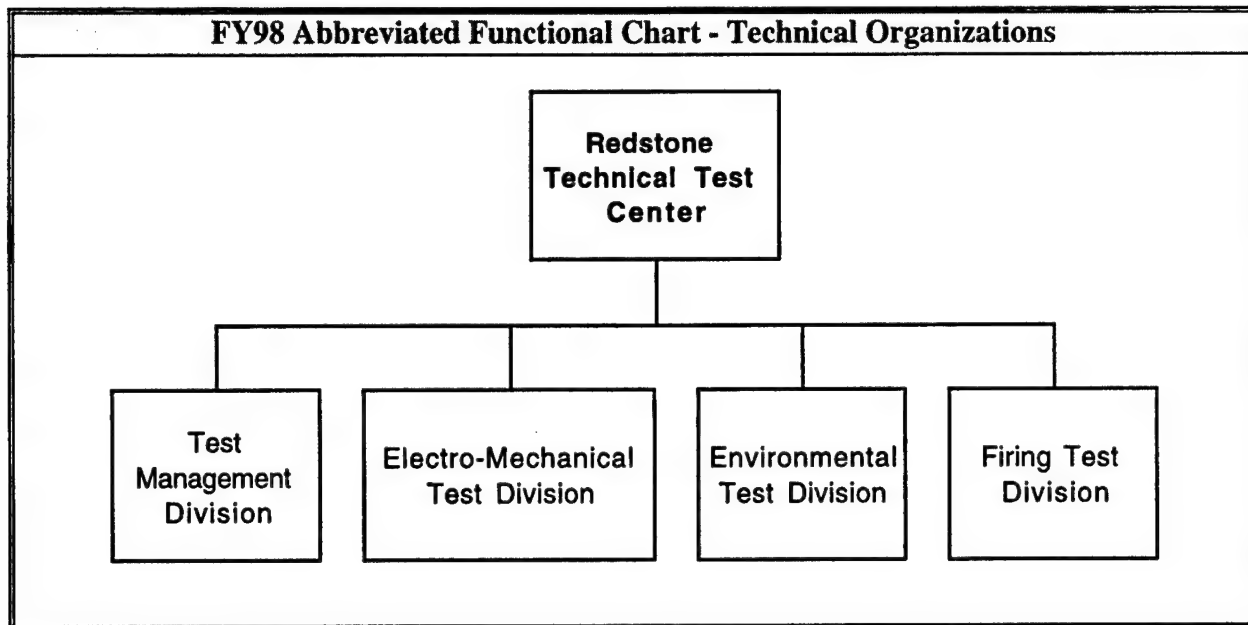 FY98 Abbreviated Functional Chart - Technical Organizations
Redstone
Technical Test
Center
Test
Management
Division
Electro-Mechanical
Test Division
Environmental
Test Division
Firing Test
Division